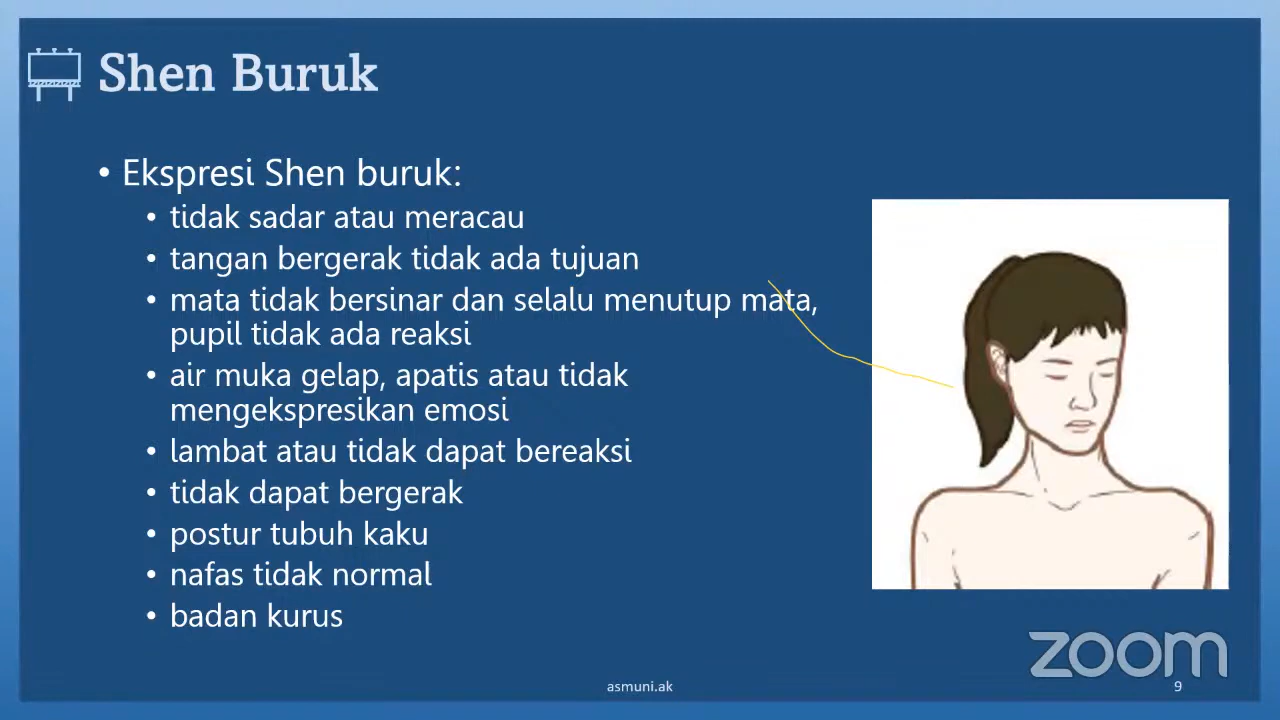 Shen Buruk
• Ekspresi Shen buruk:
• tidak sadar atau meracau
• tangan bergerak tidak ada tujuan
• mata tidak bersinar dan selalu menutup mata,
pupil tidak ada reaksi
• air muka gelap, apatis atau tidak
mengekspresikan emosi
• lambat atau tidak dapat bereaksi
• tidak dapat bergerak
• postur tubuh kaku
• nafas tidak normal
• badan kurus
zoom
asmuni.ak
9